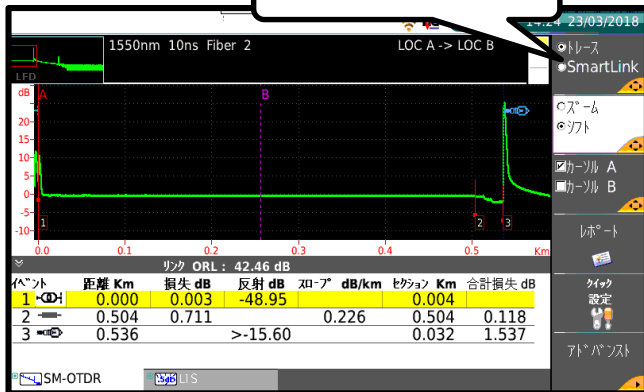 14:24 23/03/2018
1550nm 10ns Fiber 2 LOC A -> LOC B
LFD
トレース
SmartLink
dB A B
20
15
10
5
0
-5
-10
1 2 3
0.0 0.1 0.2 0.3 0.4 0.5 Km
ズーム
シフト
カーソル A
カーソル B
レポート
クイック
設定
アドバンスト
リンク ORL : 42.46 dB
イベント 距離 Km 損失 dB 反射 dB スロープ dB/km セクション Km 合計損失 dB
1 0.000 0.003 -48.95 0.004
2 0.504 0.711 0.226 0.504 0.118
3 0.536 >-15.60 0.032 1.537
SM-OTDR LTS